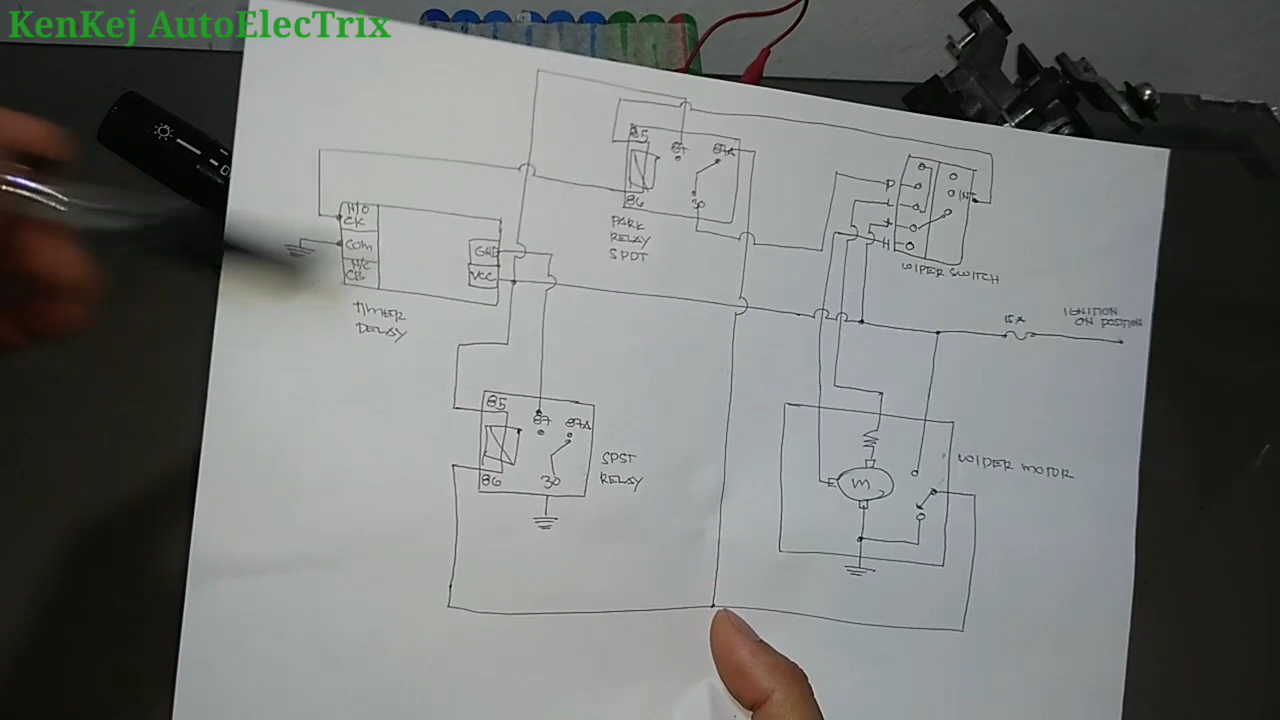 KenKej AutoElecTrix
85
87
87A
86
30
PARK
RELAY
SPDT
P
L
+
H
INT
WIPER SWITCH
N/O
CK
COM
N/C
CB
GND
VCC
TIMER
DELAY
15A
IGNITION
ON POSITION
85
87
87A
86
30
SPST
RELAY
M
WIPER MOTOR